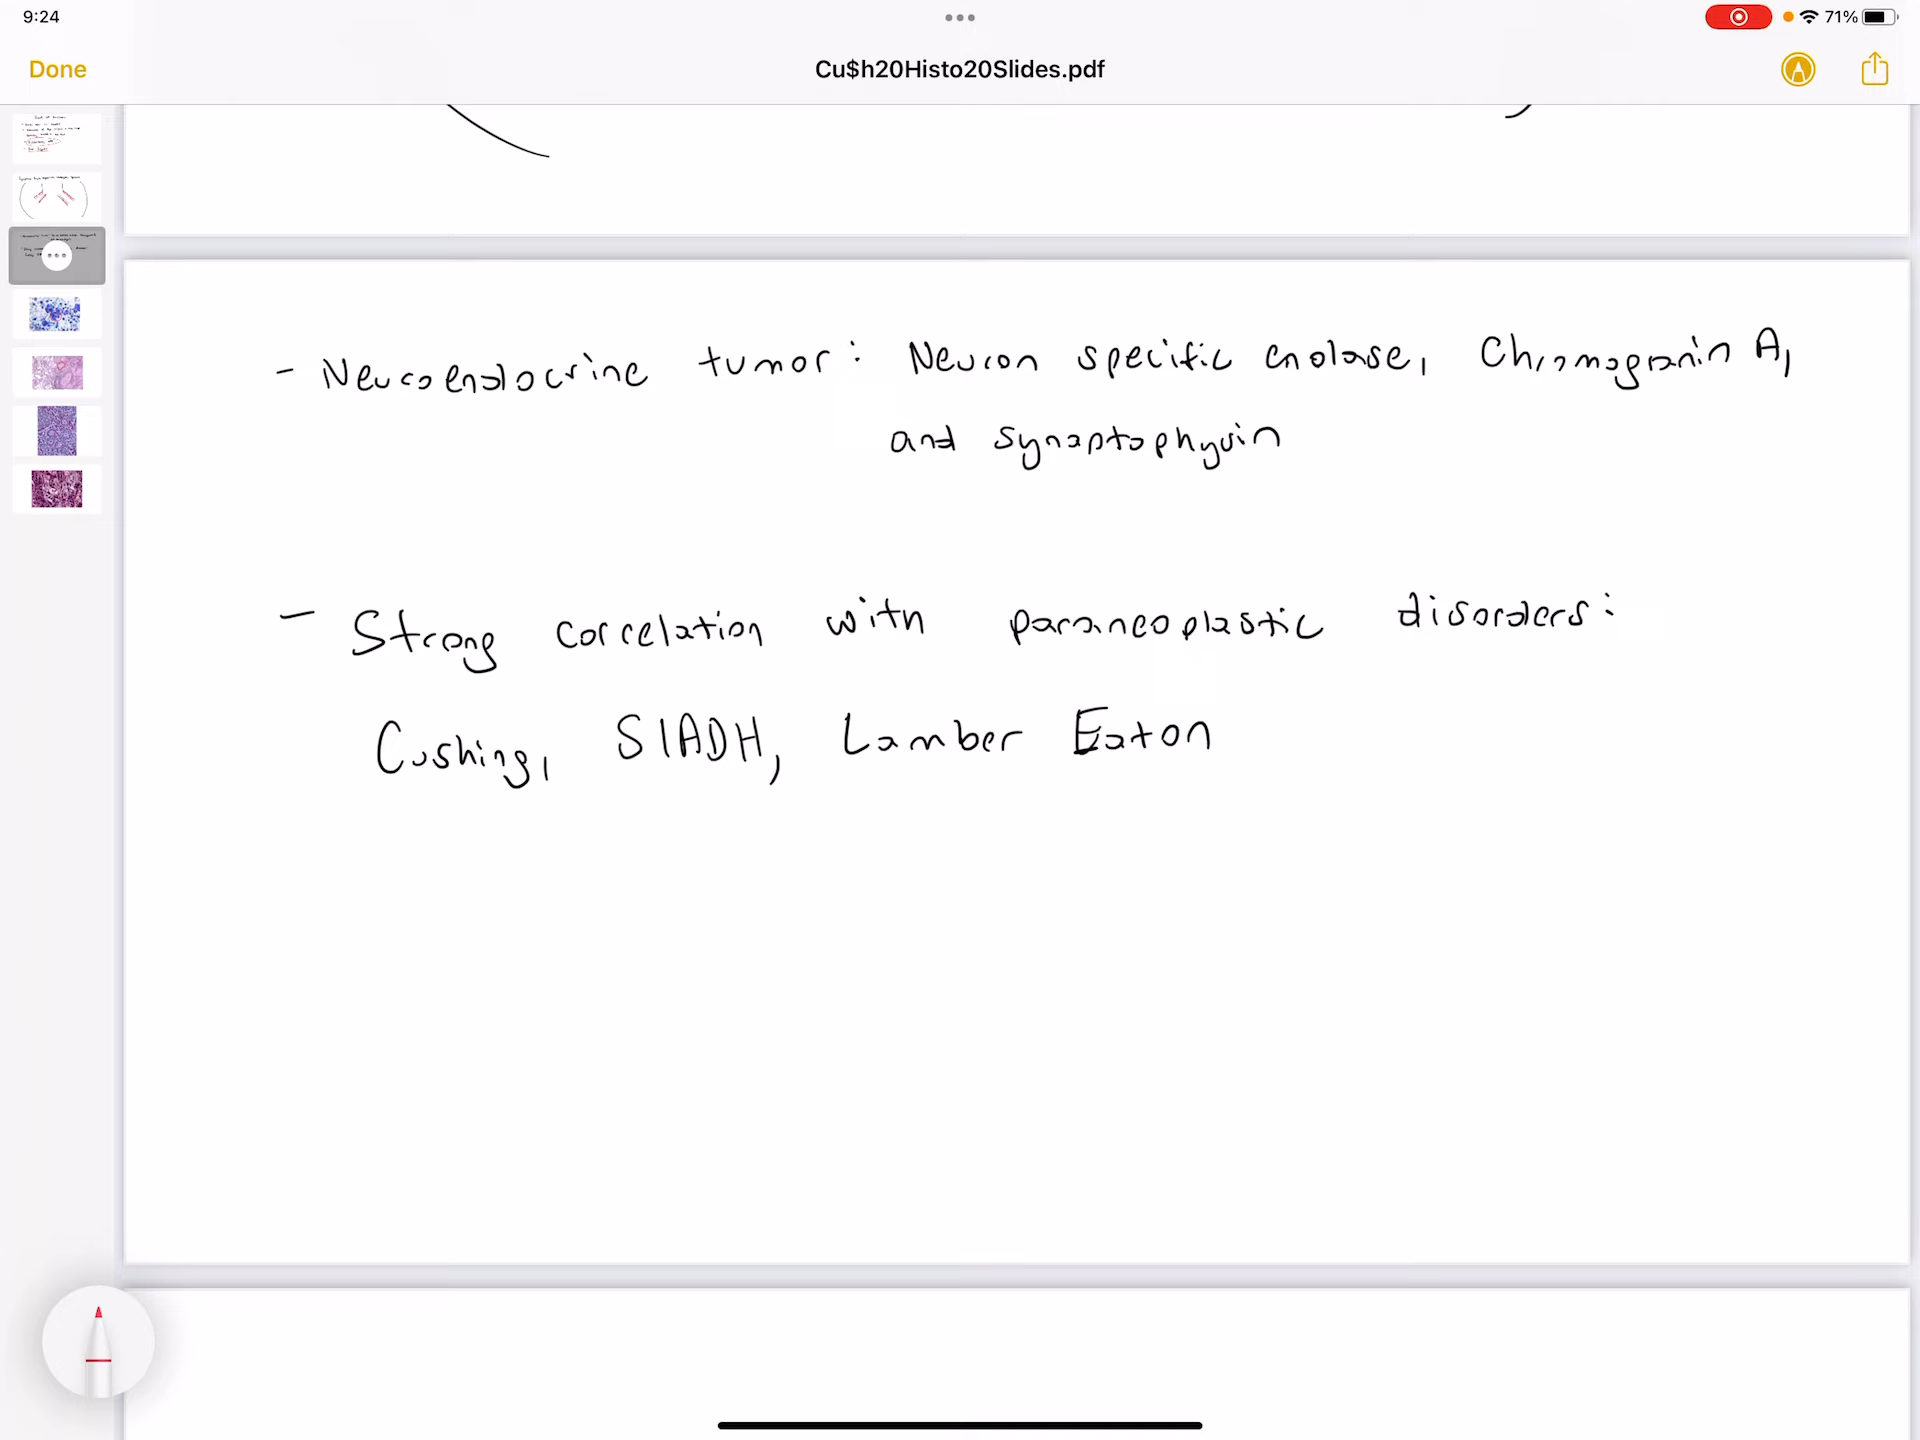 9:24
71%
Done
Cu$h20Histo20Slides.pdf
- Neuroendocrine tumor: Neuron specific enolase, Chromogranin A,
and synaptophysin
- Strong correlation with paraneoplastic disorders:
Cushing, SIADH, Lamber Eaton